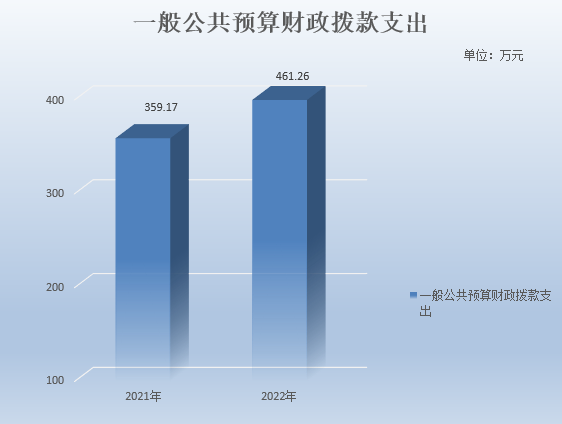 一般公共预算财政拨款支出
单位：万元
461.26
359.17
400
300
200
100
一般公共预算财政拨款支
出
2021年
2022年